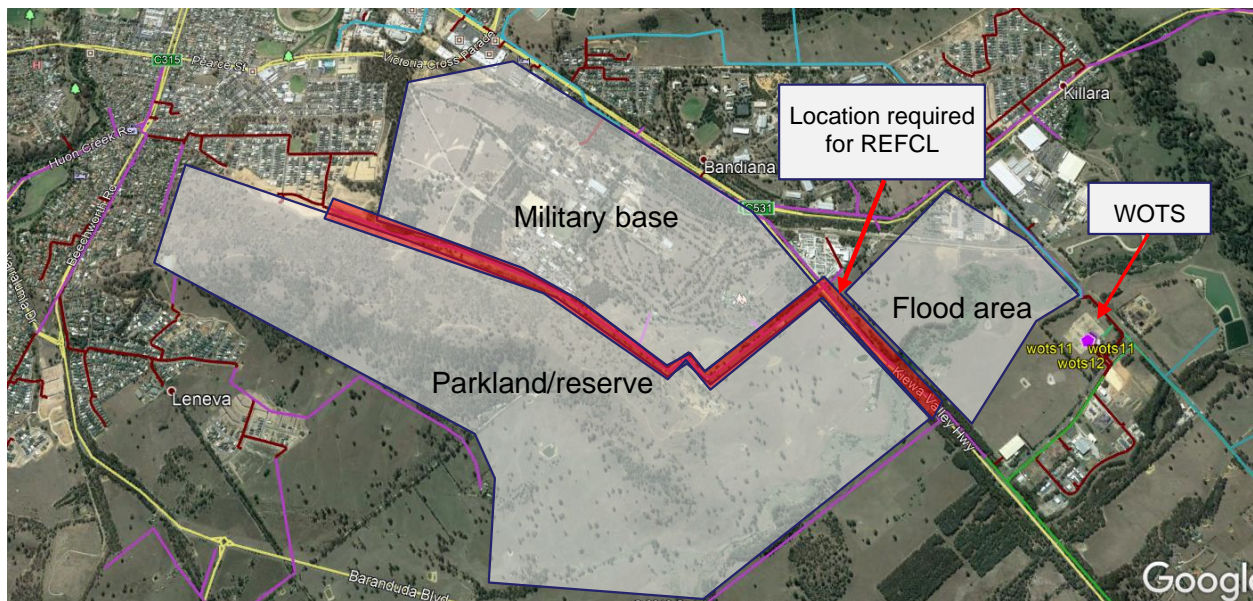 C315
Pearce St
Victoria Cross Parade
Killara
Location required
for REFCL
Huon Creek Rd
Bandiana
Beechworth Rd
Military base
C531
WOTS
Flood area
wots11 wots11
wots12
Parkland/reserve
Kiewa-Valley-Hwy
Leneva
Baranduda Blvd
Google